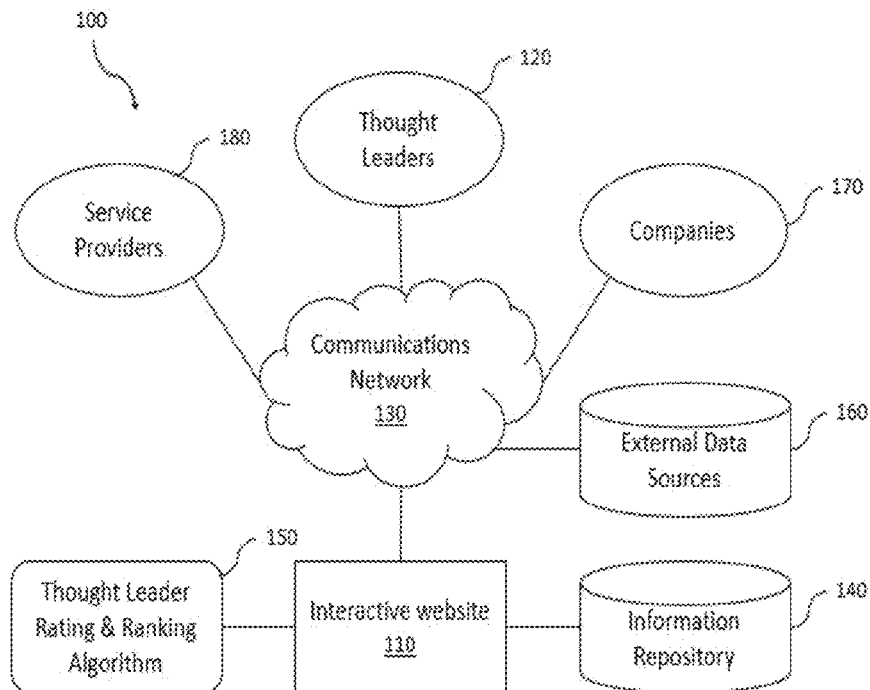 100
120
Thought
Leaders
180
Service
Providers
170
Companies
Communications
Network
130
160
External Data
Sources
150
Thought Leader
Rating & Ranking
Algorithm
Interactive website
110
140
Information
Repository